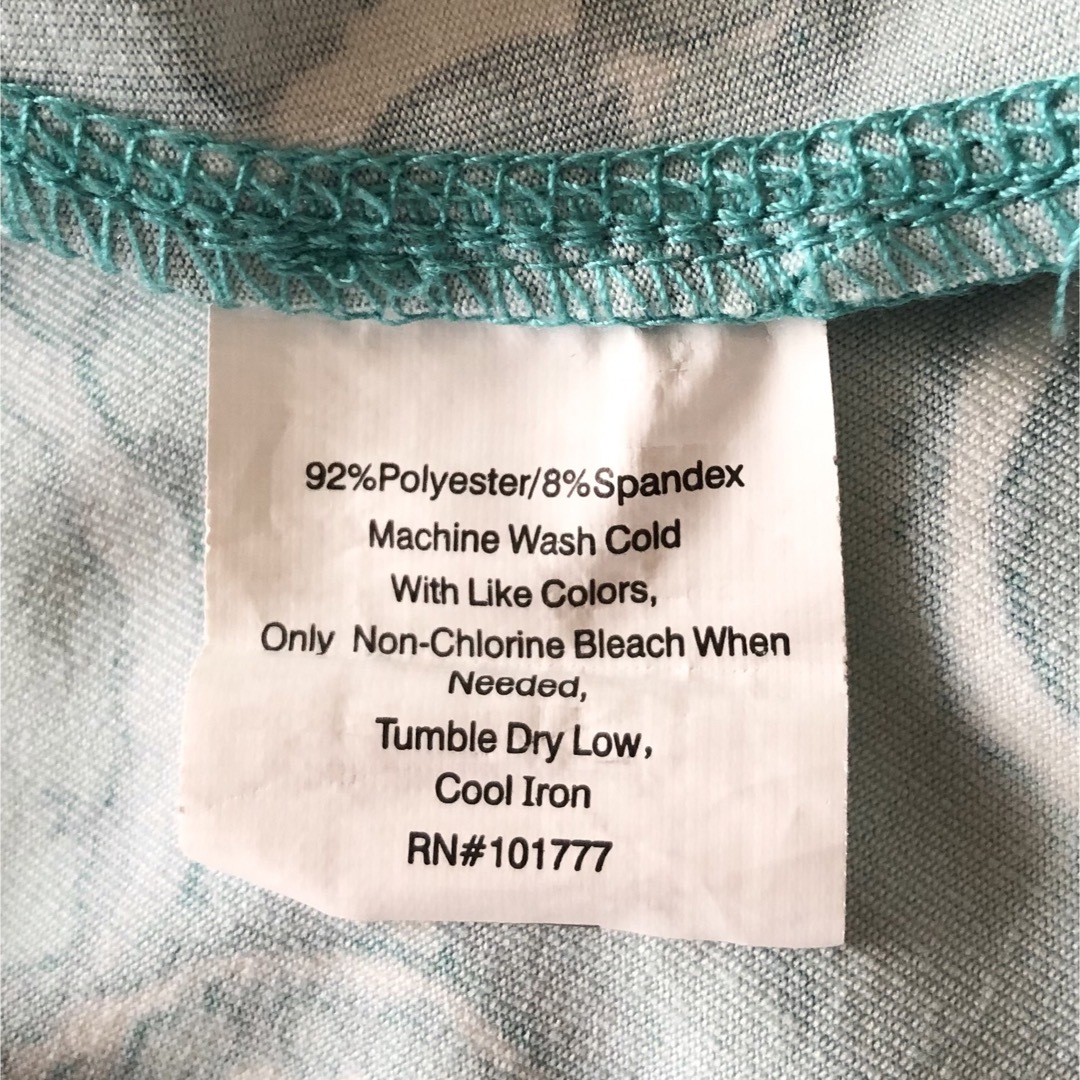 92%Polyester/8%Spandex
Machine Wash Cold
With Like Colors,
Only Non-Chlorine Bleach When
Needed,
Tumble Dry Low,
Cool Iron
RN#101777